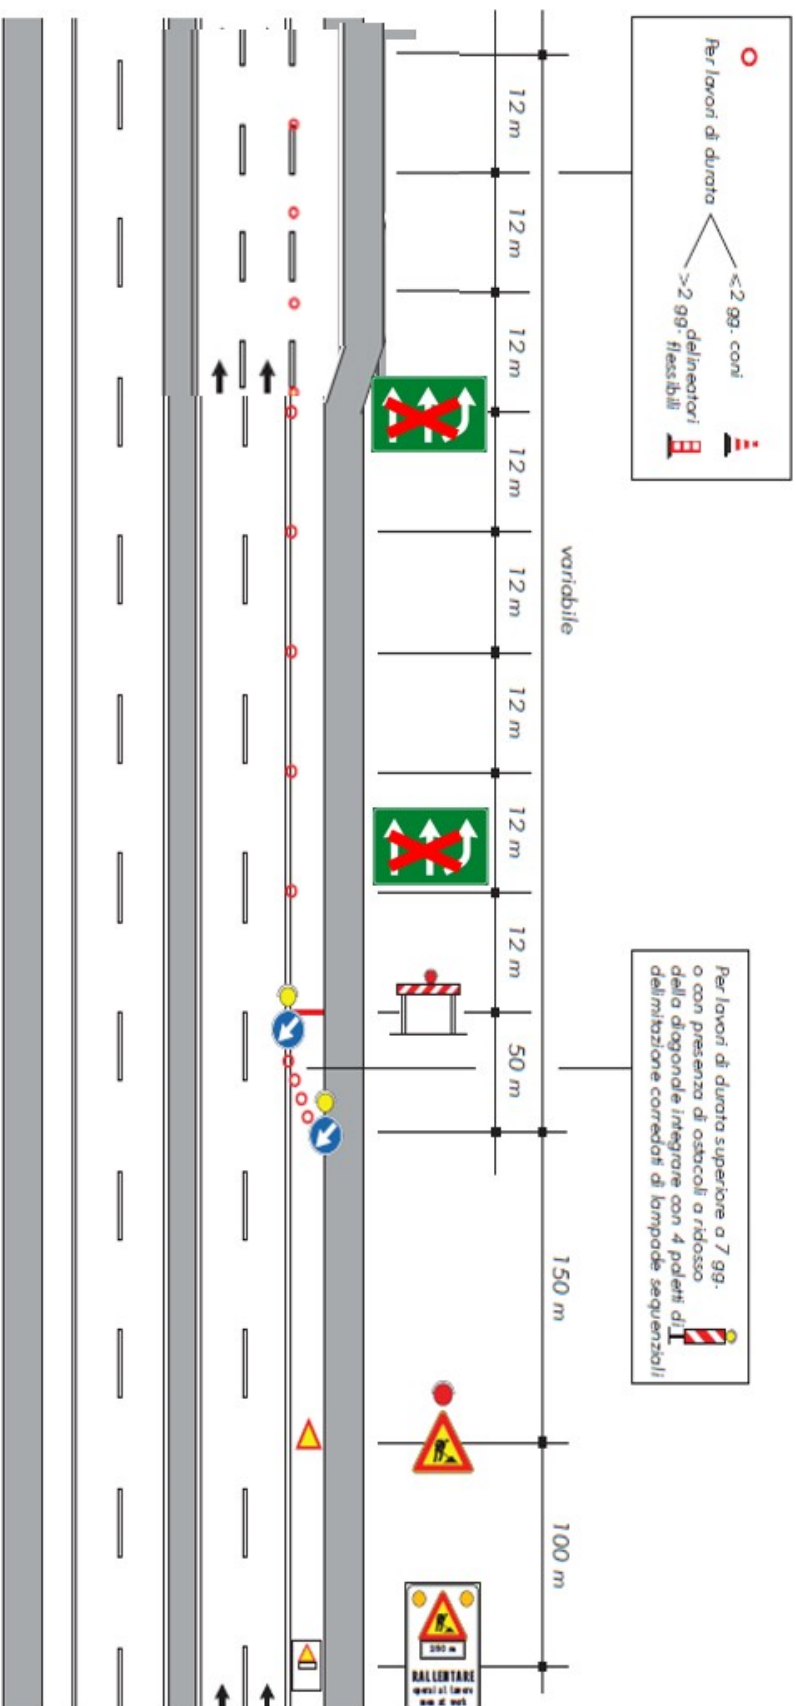 Per lavori di durata
≤2 gg. coni
>2 gg. delineatori
flessibili
12 m
12 m
12 m
12 m
12 m
12 m
12 m
12 m
50 m
variabile
150 m
100 m
Per lavori di durata superiore a 7 gg.
o con presenza di ostacoli a ridosso
della diagonale integrare con 4 paletti di
delimitazione corredati di lampade sequenziali
250 m
RALLENTARE